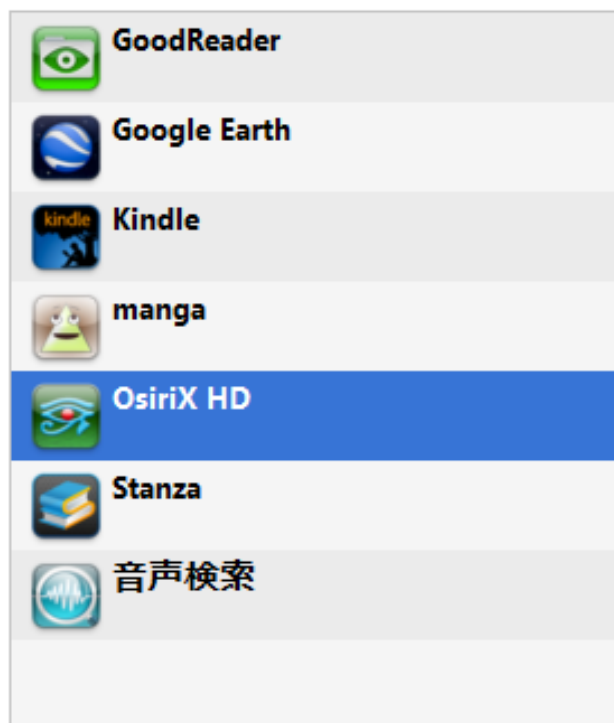 GoodReader
Google Earth
kindle
Kindle
manga
OsiriX HD
Stanza
音声検索